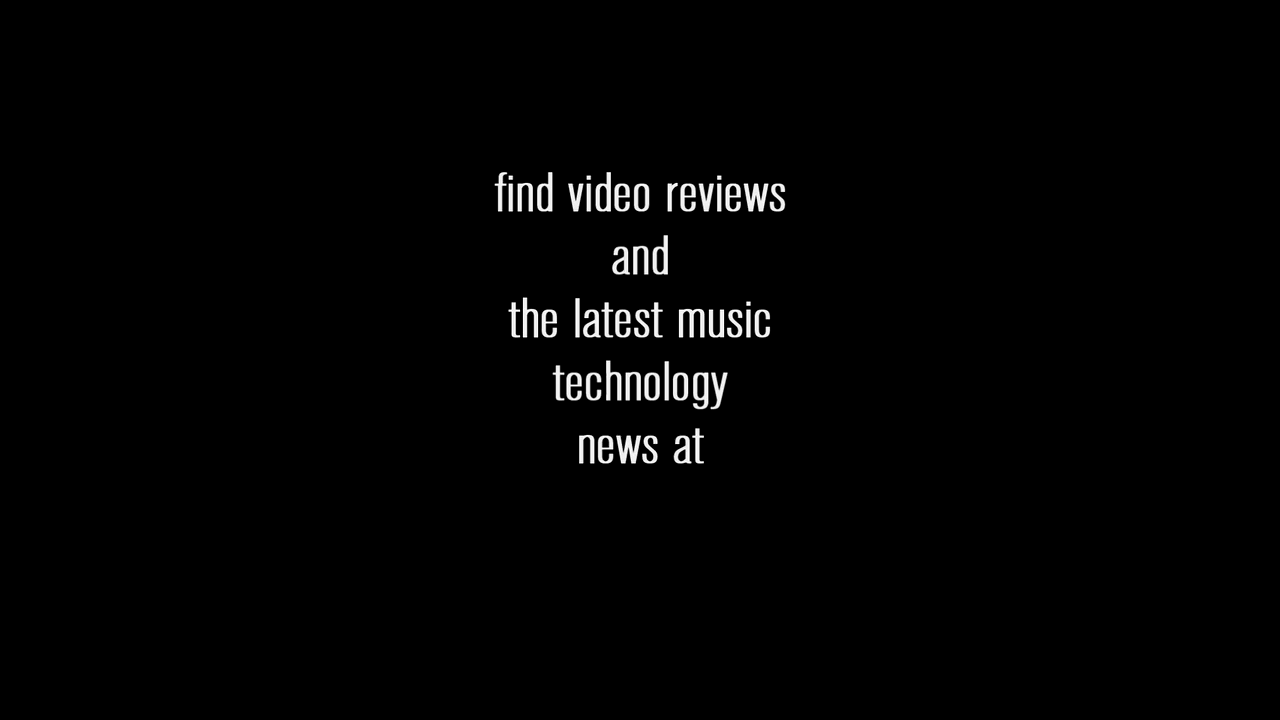 find video reviews
and
the latest music
technology
news at